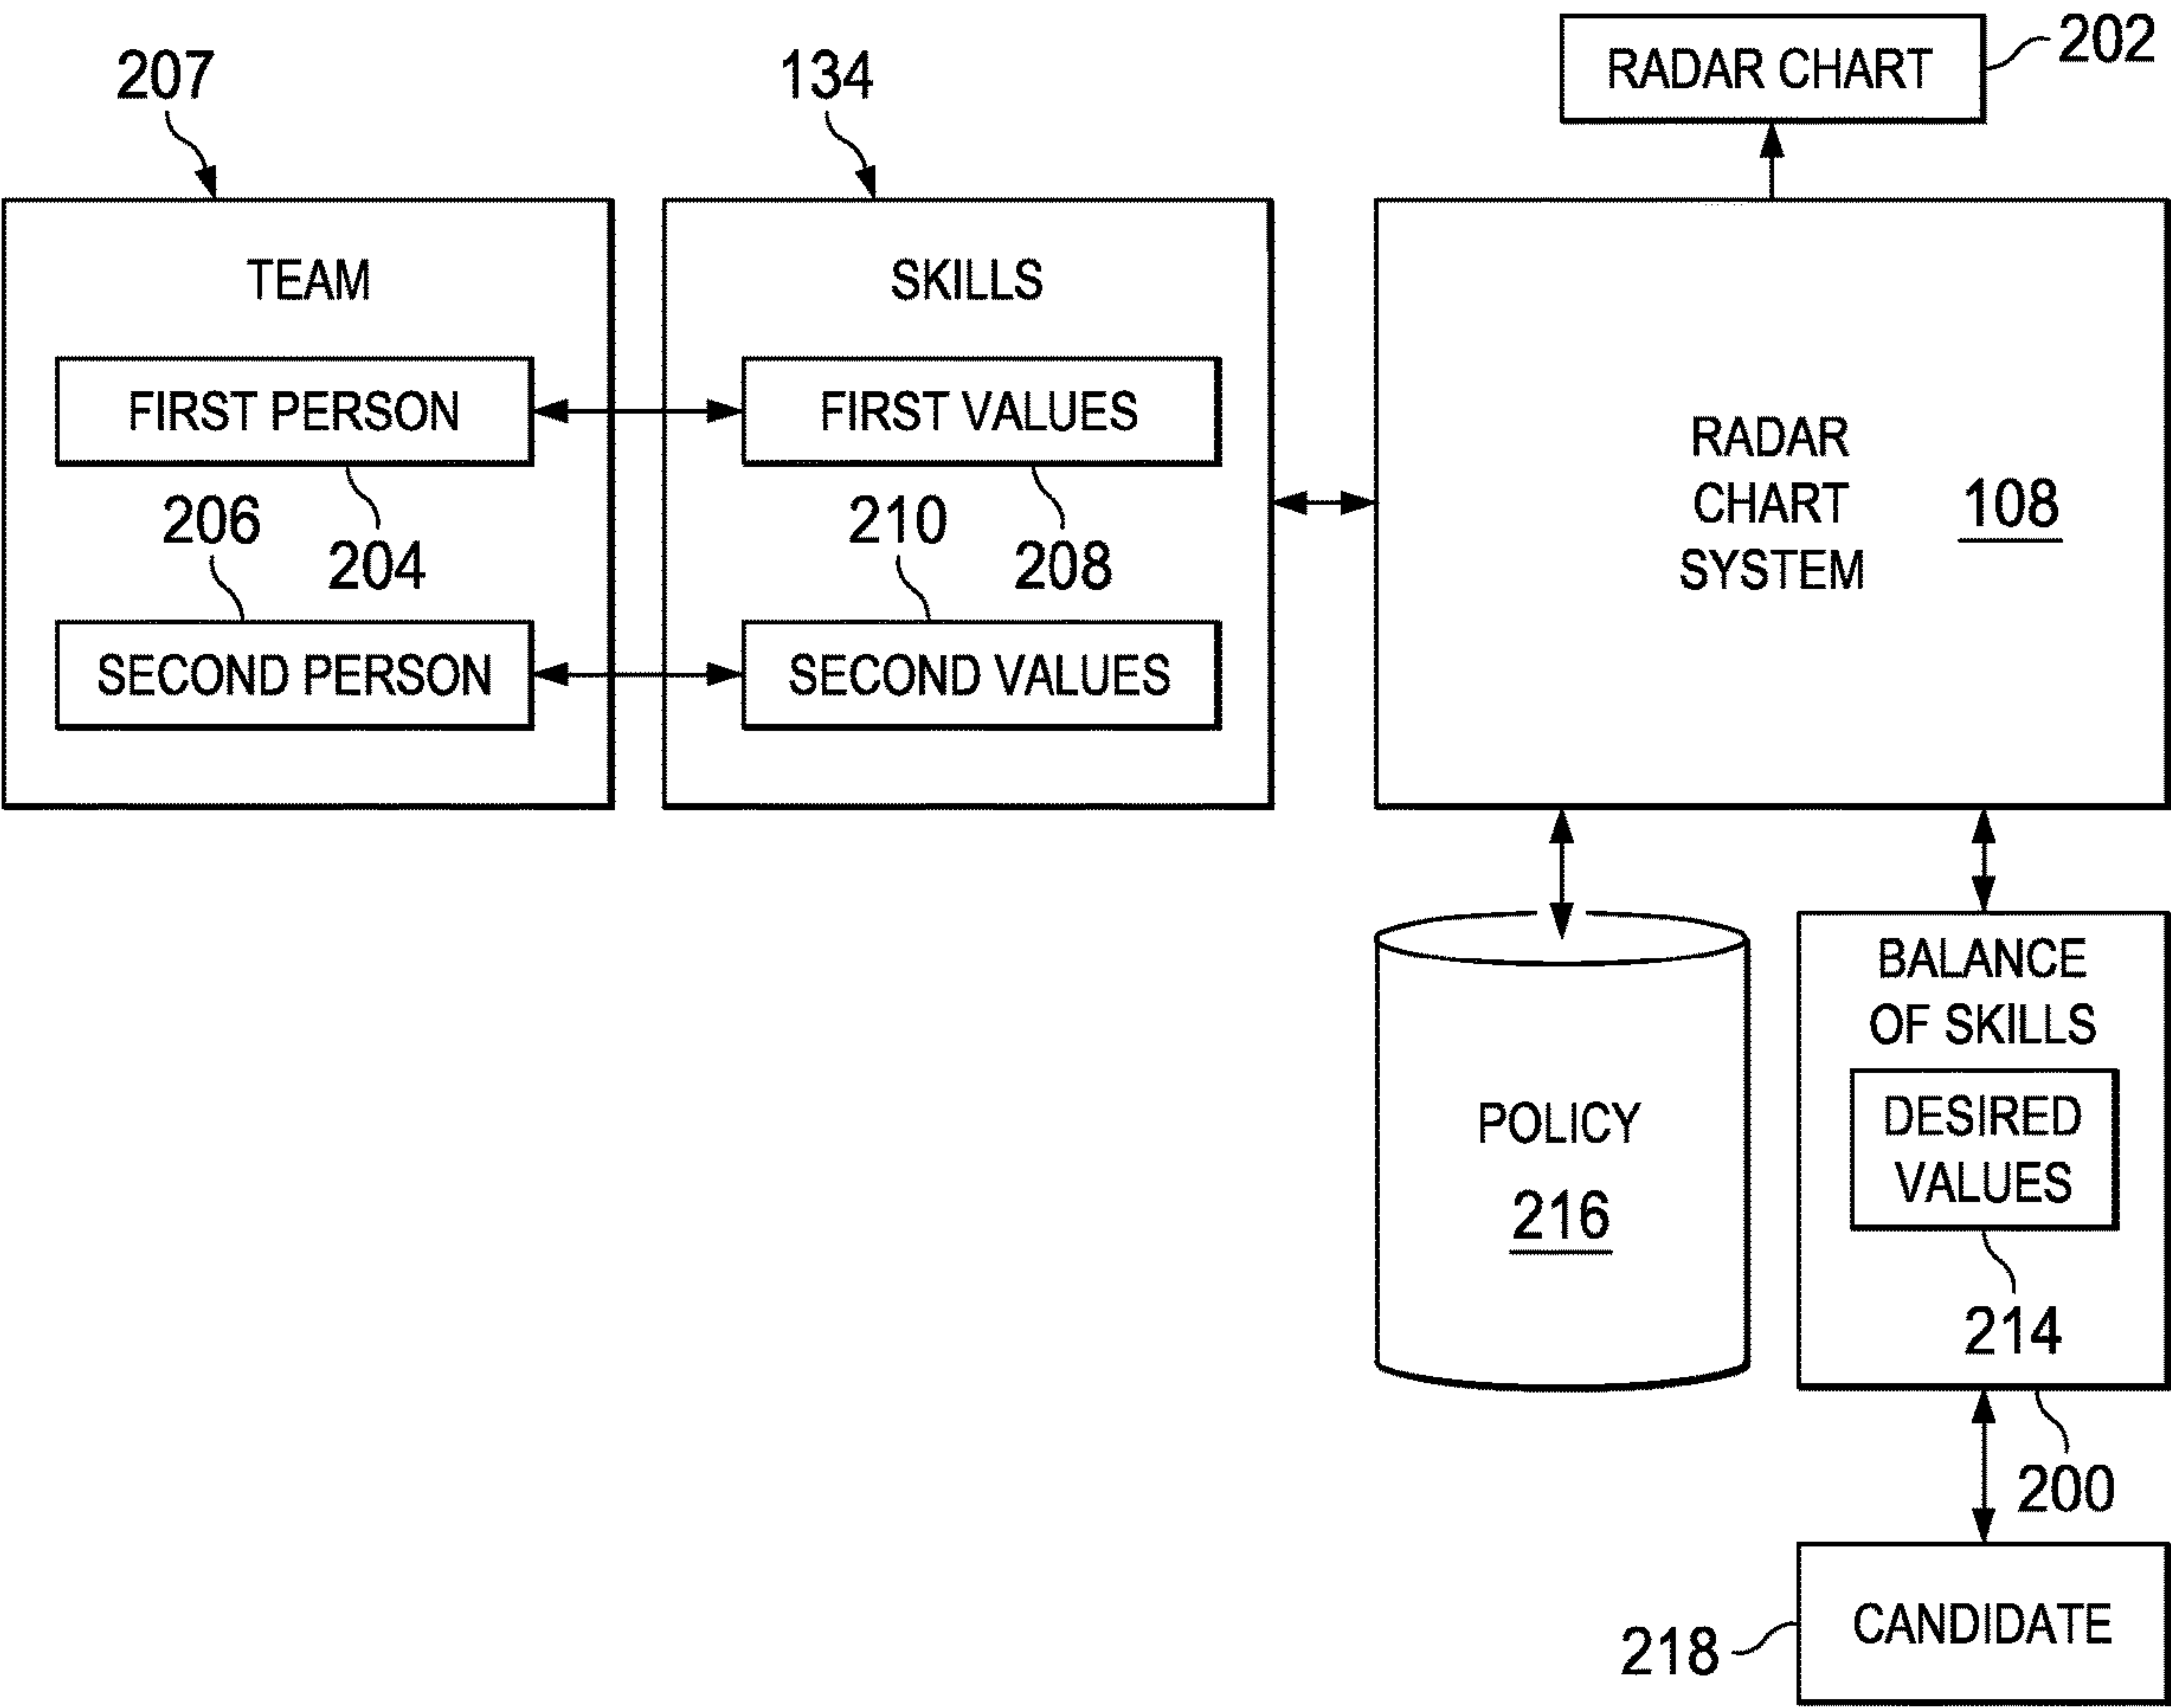 RADAR CHART
202
207
134
TEAM
SKILLS
FIRST PERSON
FIRST VALUES
206
204
210
208
SECOND PERSON
SECOND VALUES
RADAR
CHART
SYSTEM
108
POLICY
216
BALANCE
OF SKILLS
DESIRED
VALUES
214
200
CANDIDATE
218